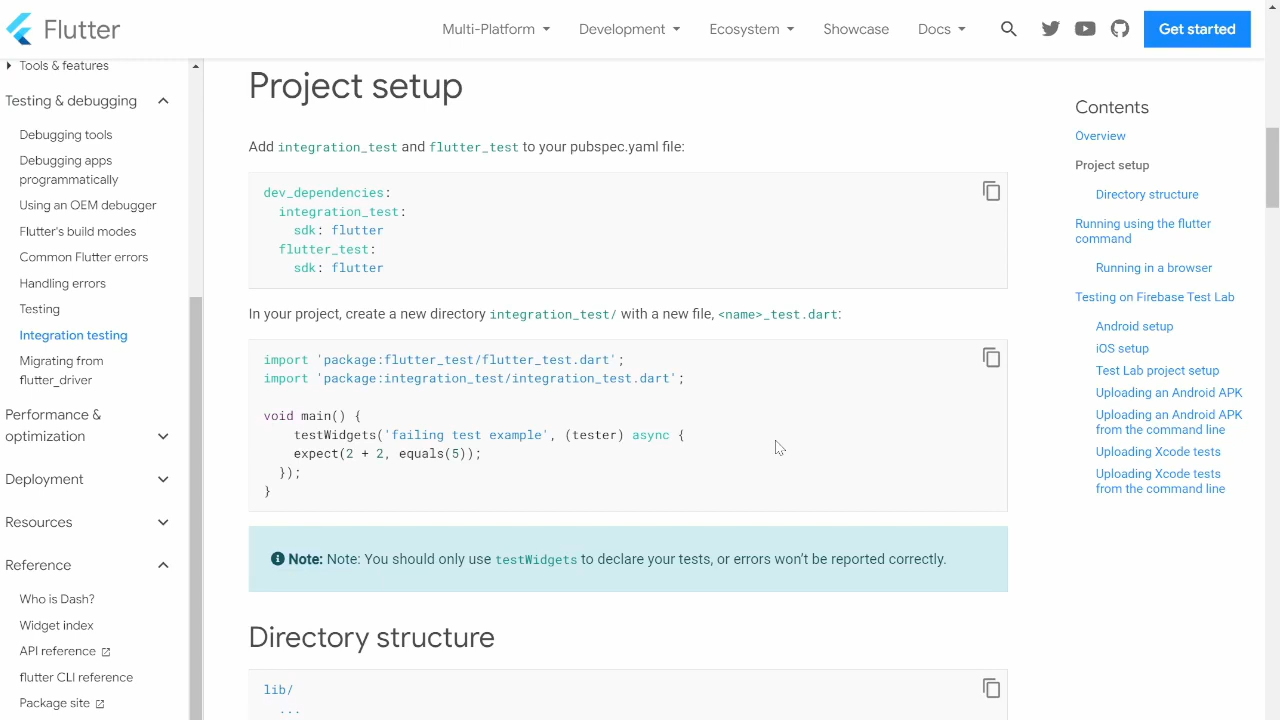 Flutter
Multi-Platform
Development
Ecosystem
Showcase
Docs
Get started
Tools & features
Testing & debugging
Debugging tools
Debugging apps
programmatically
Using an OEM debugger
Flutter's build modes
Common Flutter errors
Handling errors
Testing
Integration testing
Migrating from
flutter_driver
Performance &
optimization
Deployment
Resources
Reference
Who is Dash?
Widget index
API reference
flutter CLI reference
Package site
Project setup
Add integration_test and flutter_test to your pubspec.yaml file:
dev_dependencies:
  integration_test:
    sdk: flutter
  flutter_test:
    sdk: flutter
In your project, create a new directory integration_test/ with a new file, <name>_test.dart:
import 'package:flutter_test/flutter_test.dart';
import 'package:integration_test/integration_test.dart';
void main() {
    testWidgets('failing test example', (tester) async {
    expect(2 + 2, equals(5));
  });
}
Note: Note: You should only use testWidgets to declare your tests, or errors won't be reported correctly.
Directory structure
lib/
  ...
Contents
Overview
Project setup
Directory structure
Running using the flutter
command
Running in a browser
Testing on Firebase Test Lab
Android setup
iOS setup
Test Lab project setup
Uploading an Android APK
Uploading an Android APK
from the command line
Uploading Xcode tests
Uploading Xcode tests
from the command line